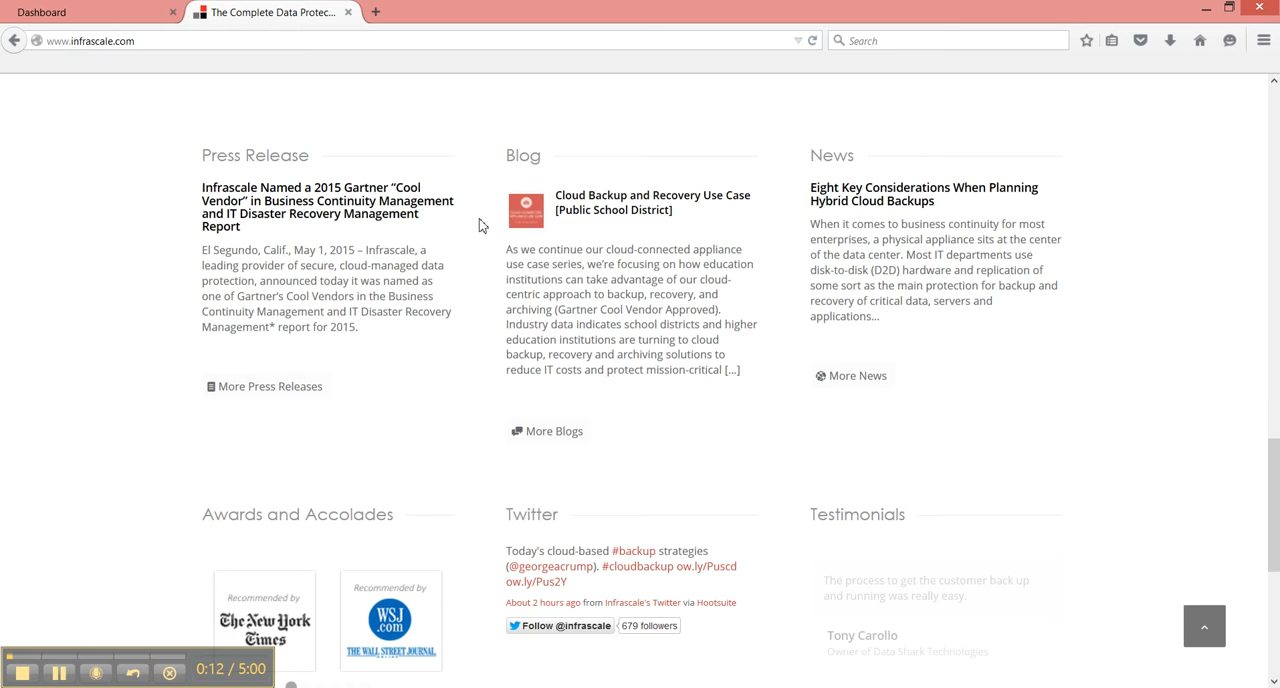 Dashboard
The Complete Data Protec...
www.infrascale.com
Search
Press Release
Infrascale Named a 2015 Gartner “Cool
Vendor” in Business Continuity Management
and IT Disaster Recovery Management
Report
El Segundo, Calif., May 1, 2015 – Infrascale, a
leading provider of secure, cloud-managed data
protection, announced today it was named as
one of Gartner’s Cool Vendors in the Business
Continuity Management and IT Disaster Recovery
Management* report for 2015.
More Press Releases
Blog
Cloud Backup and Recovery Use Case
[Public School District]
As we continue our cloud-connected appliance
use case series, we’re focusing on how education
institutions can take advantage of our cloud-
centric approach to backup, recovery, and
archiving (Gartner Cool Vendor Approved).
Industry data indicates school districts and higher
education institutions are turning to cloud
backup, recovery and archiving solutions to
reduce IT costs and protect mission-critical [...]
More Blogs
News
Eight Key Considerations When Planning
Hybrid Cloud Backups
When it comes to business continuity for most
enterprises, a physical appliance sits at the center
of the data center. Most IT departments use
disk-to-disk (D2D) hardware and replication of
some sort as the main protection for backup and
recovery of critical data, servers and
applications...
More News
Awards and Accolades
Recommended by
The New York
Times
Recommended by
WSJ
.com
THE WALL STREET JOURNAL
Twitter
Today's cloud-based #backup strategies
(@georgeacrump). #cloudbackup ow.ly/Puscd
ow.ly/Pus2Y
About 2 hours ago from Infrascale's Twitter via Hootsuite
Follow @infrascale
679 followers
Testimonials
The process to get the customer back up
and running was really easy.
Tony Carollo
Owner of Data Shark Technologies
0:12 / 5:00